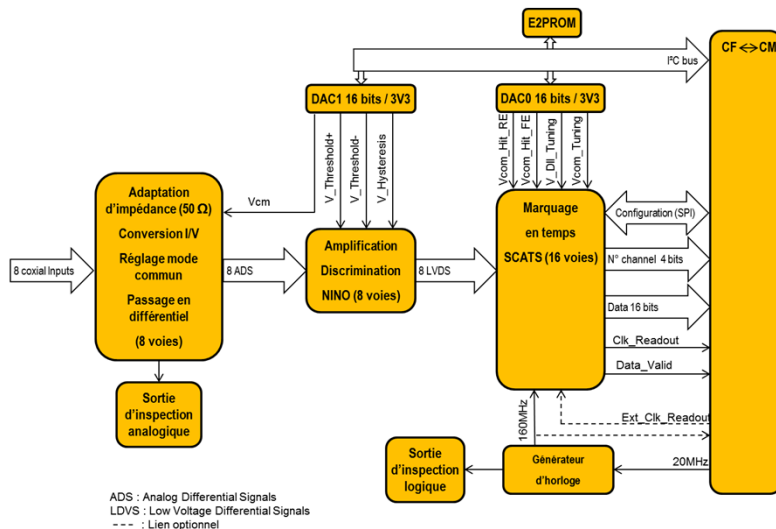 E2PROM
CF ↔ CM
I²C bus
DAC1 16 bits / 3V3
DAC0 16 bits / 3V3
V_Threshold+
V_Threshold-
V_Hysteresis
Vcom_Hit_RE
Vcom_Hit_FE
V_Dll_Tuning
Vcom_Tuning
Vcm
8 coxial Inputs
Adaptation
d'impédance (50 Ω)
Conversion I/V
Réglage mode
commun
Passage en
différentiel
(8 voies)
8 ADS
Amplification
Discrimination
NINO (8 voies)
8 LVDS
Marquage
en temps
SCATS (16 voies)
Configuration (SPI)
N° channel 4 bits
Data 16 bits
Clk_Readout
Data_Valid
Ext_Clk_Readout
160MHz
20MHz
Sortie
d'inspection
analogique
Sortie
d'inspection
logique
Générateur
d'horloge
ADS : Analog Differential Signals
LDVS : Low Voltage Differential Signals
---- : Lien optionnel